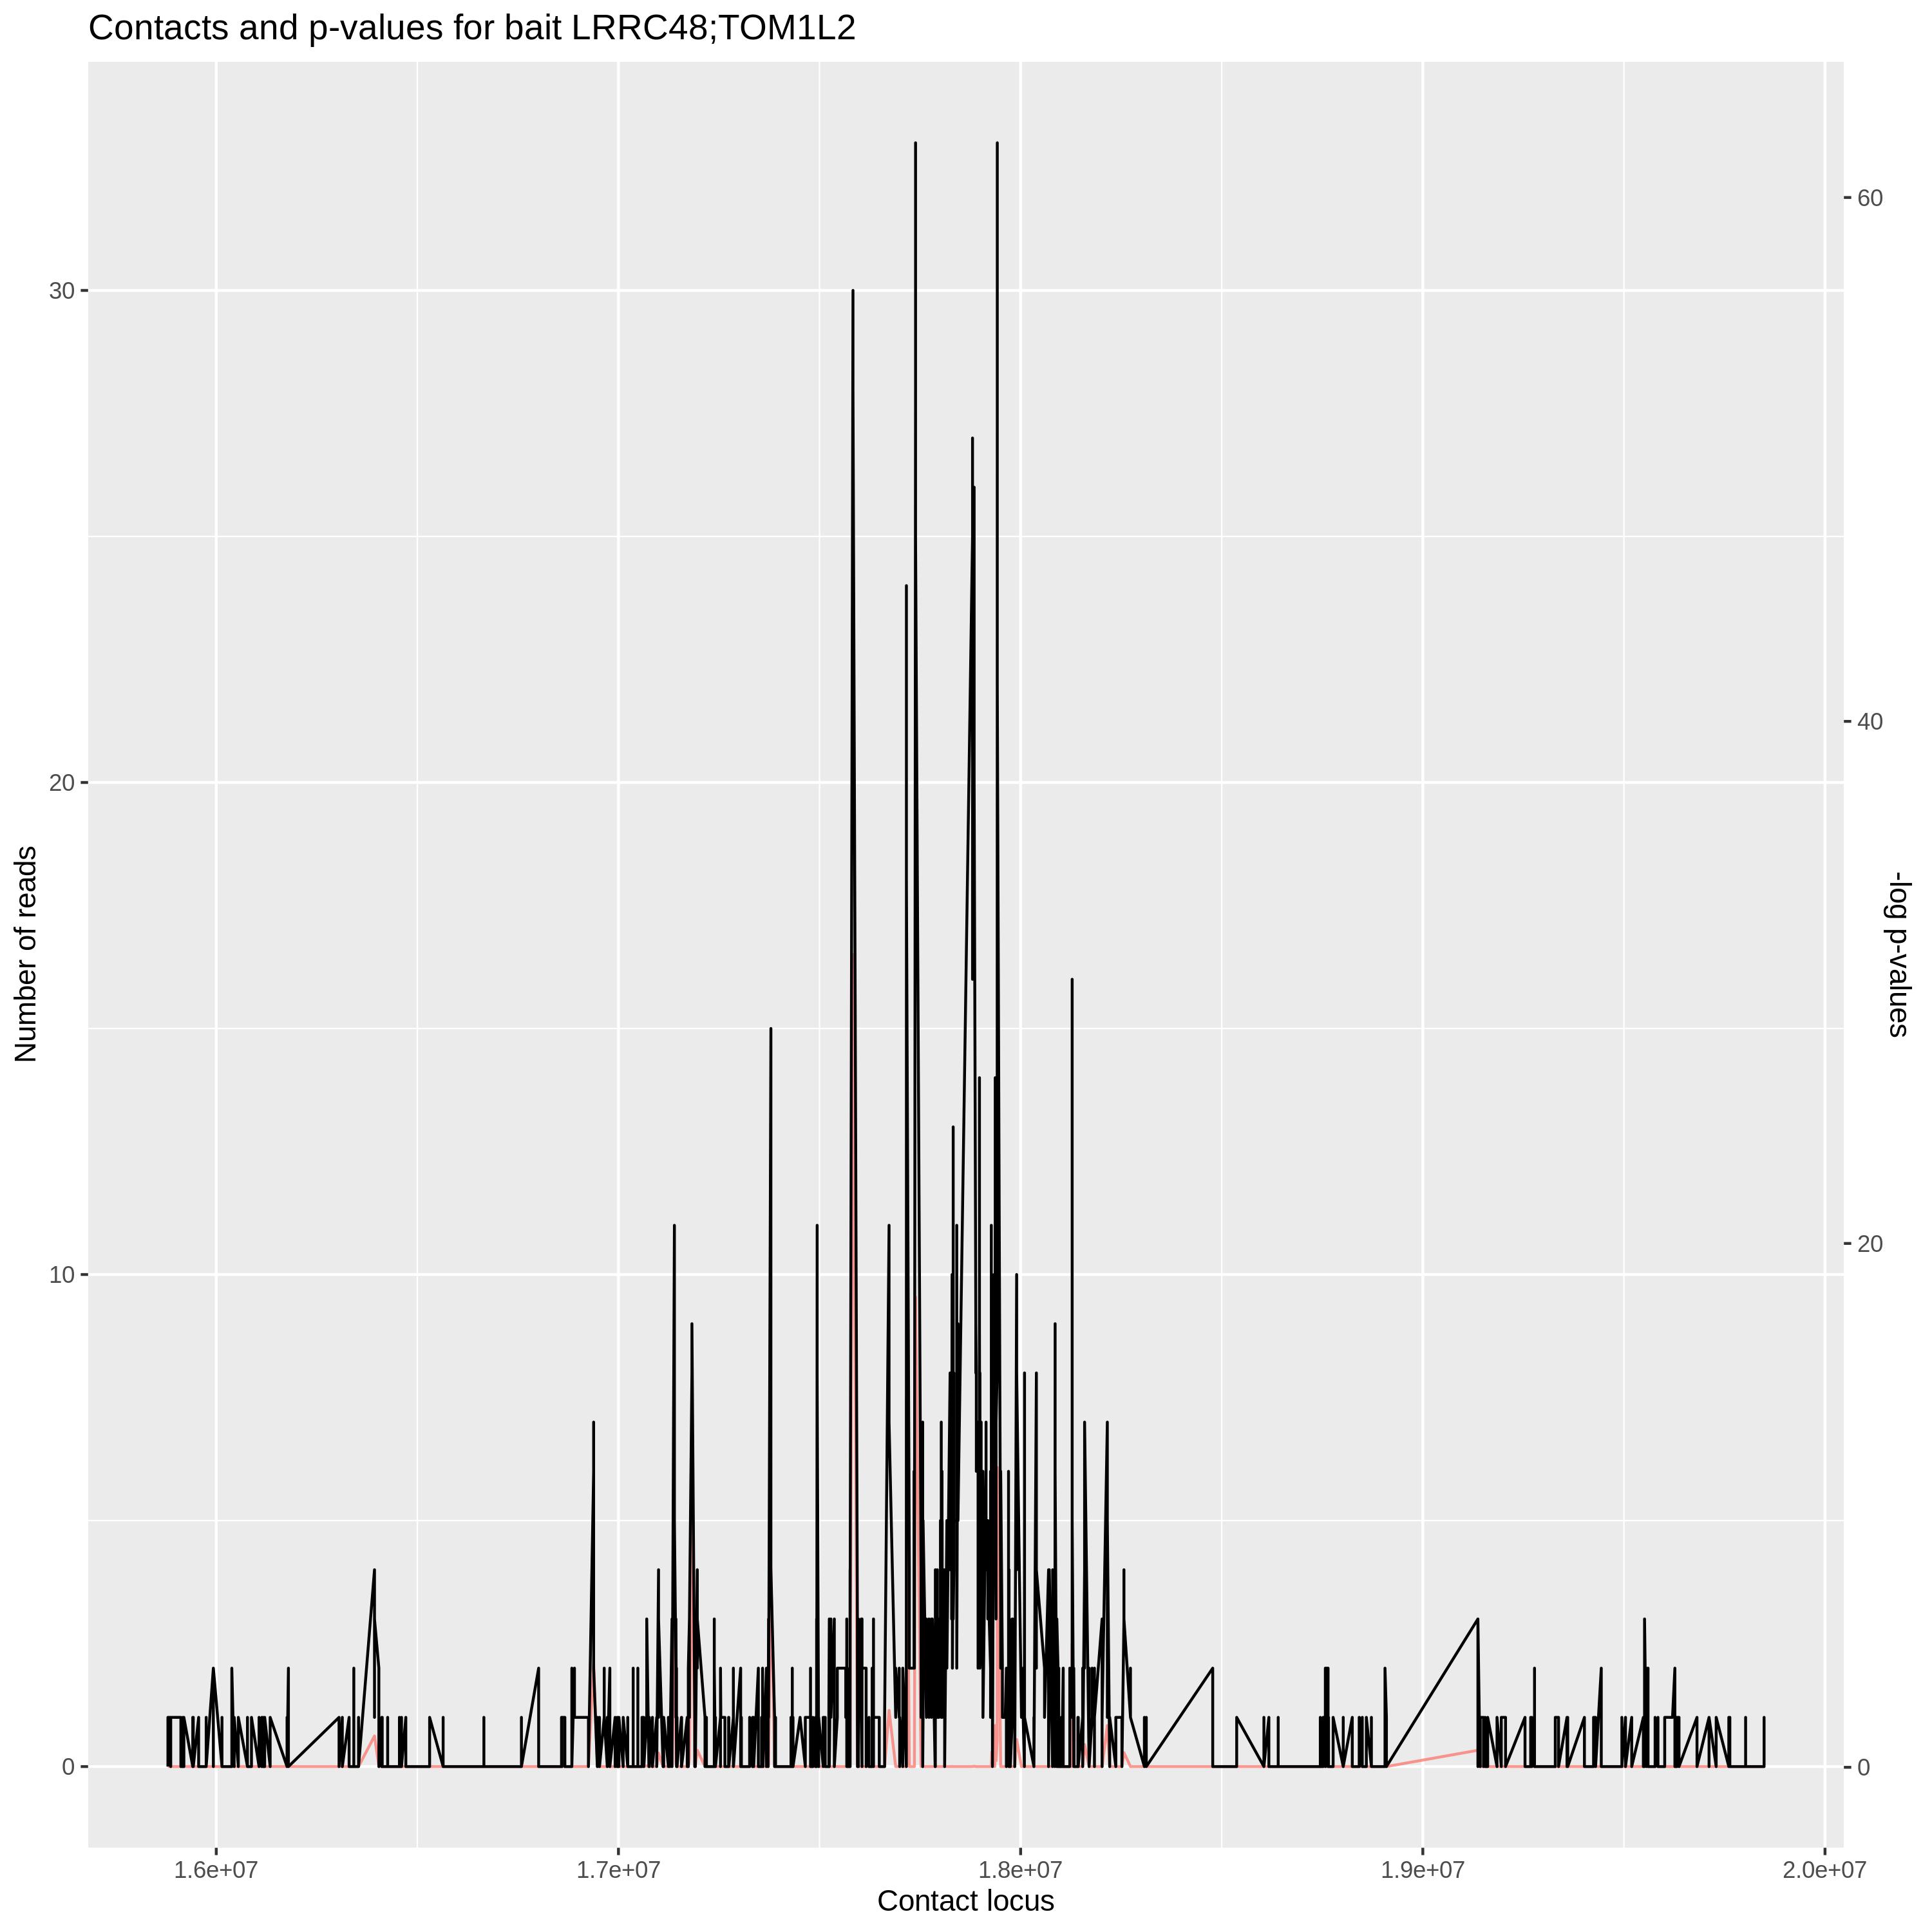 Contacts and p-values for bait LRRC48;TOM1L2
Number of reads
30
20
10
0
60
40
20
0
-log p-values
1.6e+07 1.7e+07 1.8e+07 1.9e+07 2.0e+07
Contact locus